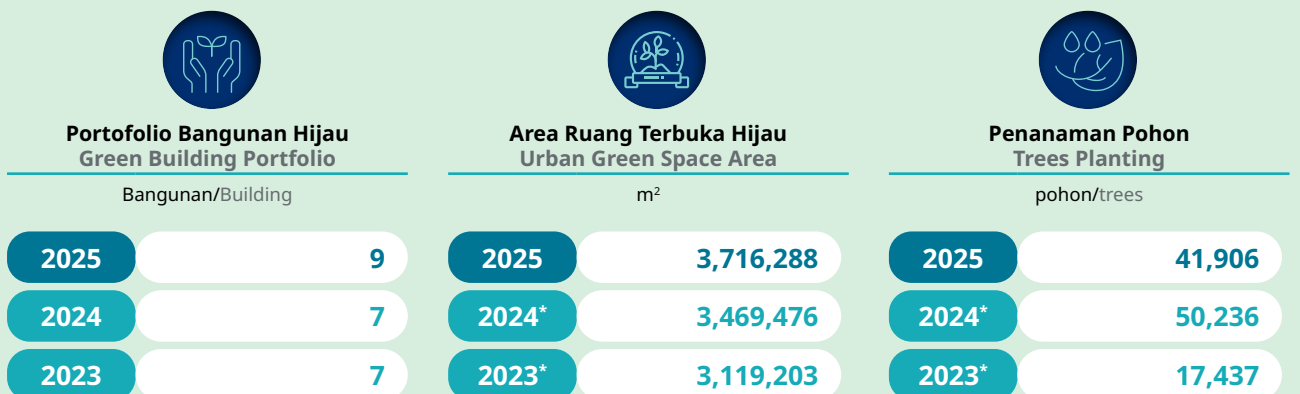 Portofolio Bangunan Hijau
Green Building Portfolio
Bangunan/Building
2025 9
2024 7
2023 7
Area Ruang Terbuka Hijau
Urban Green Space Area
m²
2025 3,716,288
2024* 3,469,476
2023* 3,119,203
Penanaman Pohon
Trees Planting
pohon/trees
2025 41,906
2024* 50,236
2023* 17,437